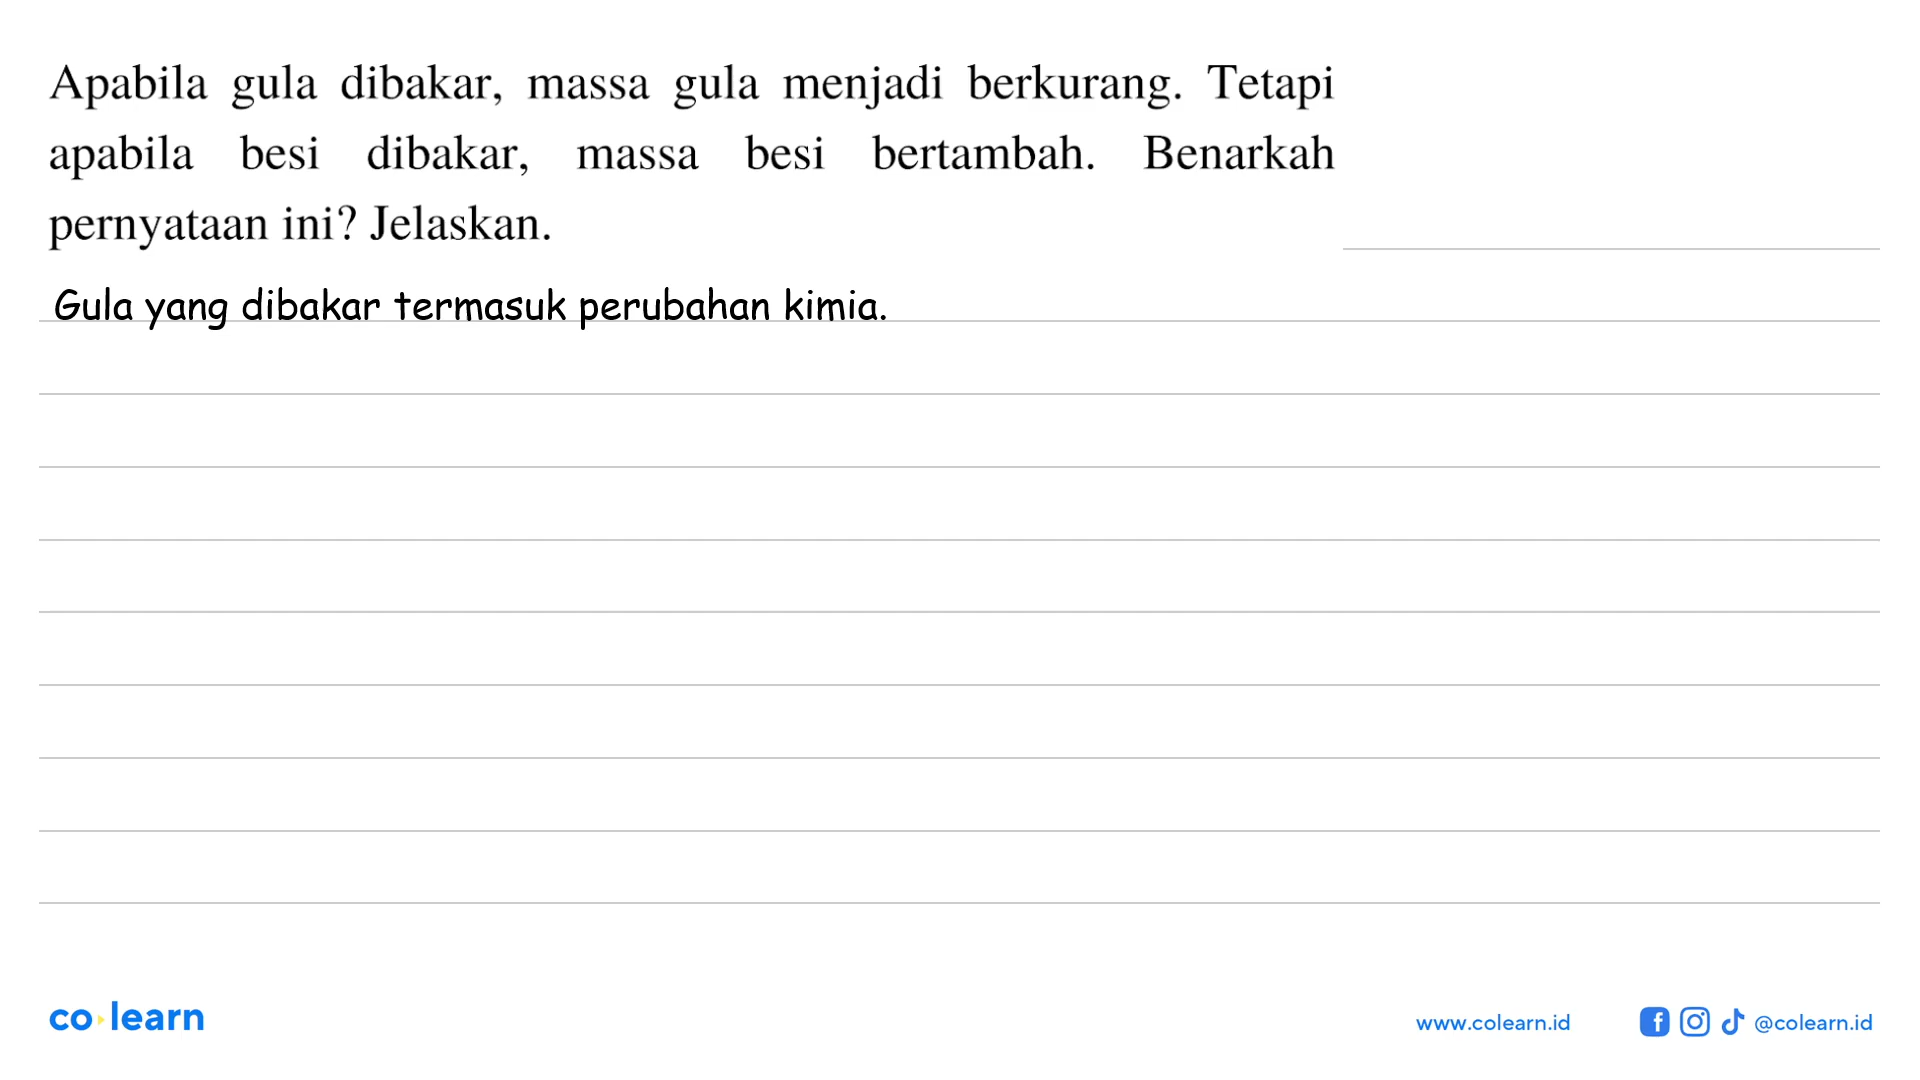 Apabila gula dibakar, massa gula menjadi berkurang. Tetapi
apabila besi dibakar, massa besi bertambah. Benarkah
pernyataan ini? Jelaskan.
Gula yang dibakar termasuk perubahan kimia.
co learn
www.colearn.id
@colearn.id